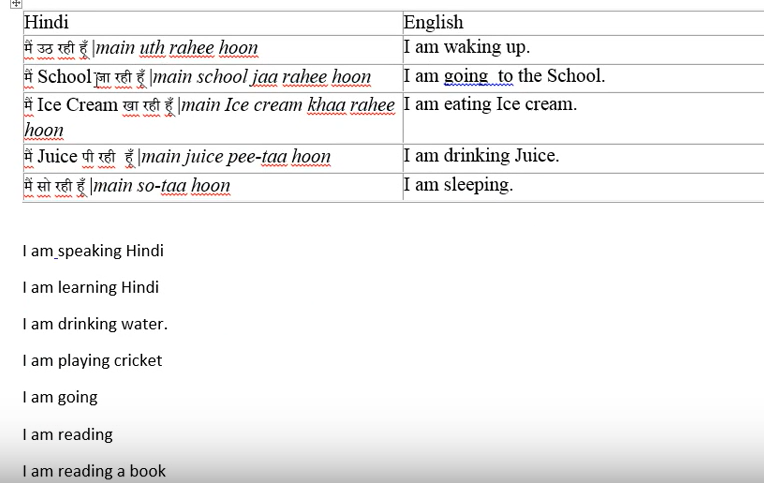 Hindi English
मैं उठ रही हूँ |main uth rahee hoon I am waking up.
मैं School जा रही हूँ |main school jaa rahee hoon I am going to the School.
मैं Ice Cream खा रही हूँ |main Ice cream khaa rahee I am eating Ice cream.
hoon
मैं Juice पी रही हूँ |main juice pee-taa hoon I am drinking Juice.
मैं सो रही हूँ |main so-taa hoon I am sleeping.
I am speaking Hindi
I am learning Hindi
I am drinking water.
I am playing cricket
I am going
I am reading
I am reading a book